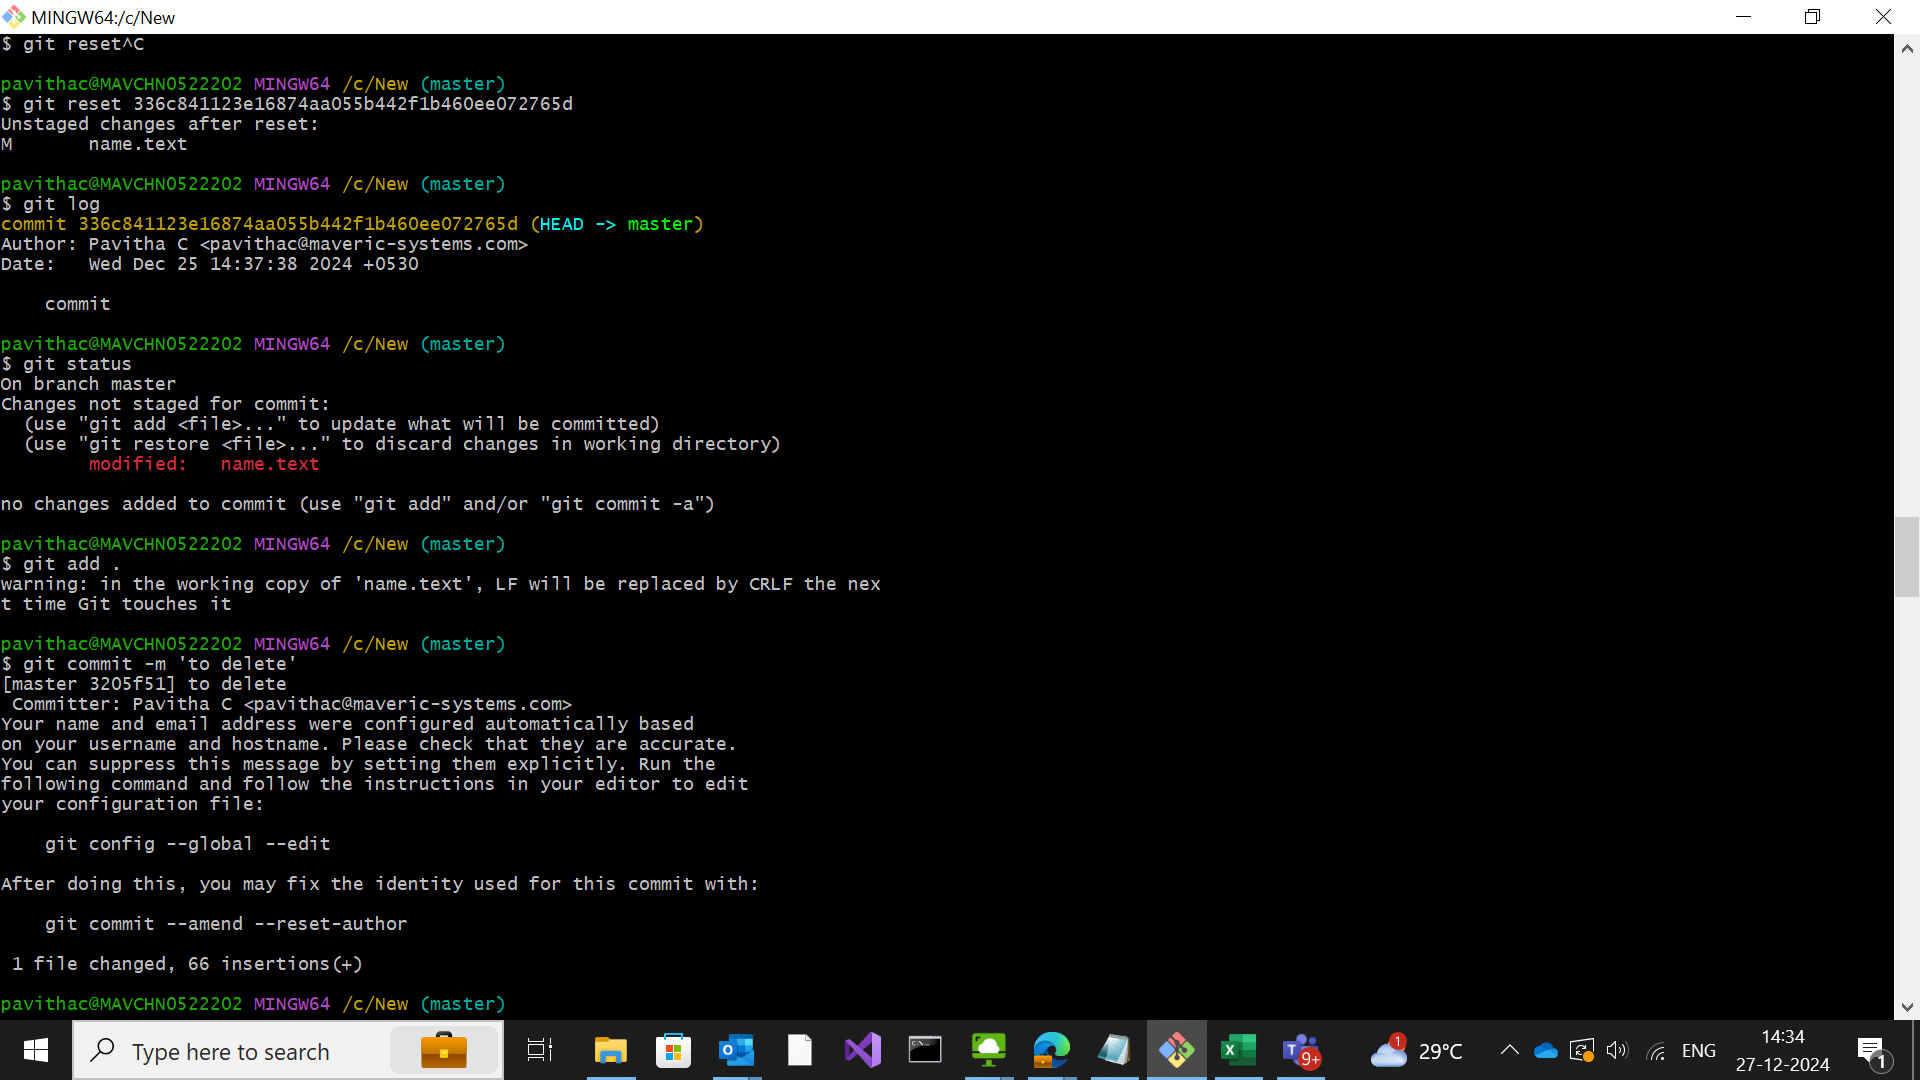 MINGW64:/c/New
$ git reset^C
pavithac@MAVCHN0522202 MINGW64 /c/New (master)
$ git reset 336c841123e16874aa055b442f1b460ee072765d
Unstaged changes after reset:
M       name.text
pavithac@MAVCHN0522202 MINGW64 /c/New (master)
$ git log
commit 336c841123e16874aa055b442f1b460ee072765d (HEAD -> master)
Author: Pavitha C <pavithac@maveric-systems.com>
Date:   Wed Dec 25 14:37:38 2024 +0530
    commit
pavithac@MAVCHN0522202 MINGW64 /c/New (master)
$ git status
On branch master
Changes not staged for commit:
  (use "git add <file>..." to update what will be committed)
  (use "git restore <file>..." to discard changes in working directory)
        modified:   name.text
no changes added to commit (use "git add" and/or "git commit -a")
pavithac@MAVCHN0522202 MINGW64 /c/New (master)
$ git add .
warning: in the working copy of 'name.text', LF will be replaced by CRLF the nex
t time Git touches it
pavithac@MAVCHN0522202 MINGW64 /c/New (master)
$ git commit -m 'to delete'
[master 3205f51] to delete
 Committer: Pavitha C <pavithac@maveric-systems.com>
Your name and email address were configured automatically based
on your username and hostname. Please check that they are accurate.
You can suppress this message by setting them explicitly. Run the
following command and follow the instructions in your editor to edit
your configuration file:
    git config --global --edit
After doing this, you may fix the identity used for this commit with:
    git commit --amend --reset-author
 1 file changed, 66 insertions(+)
pavithac@MAVCHN0522202 MINGW64 /c/New (master)
Type here to search
9+
1
29°C
ENG
14:34
27-12-2024
1